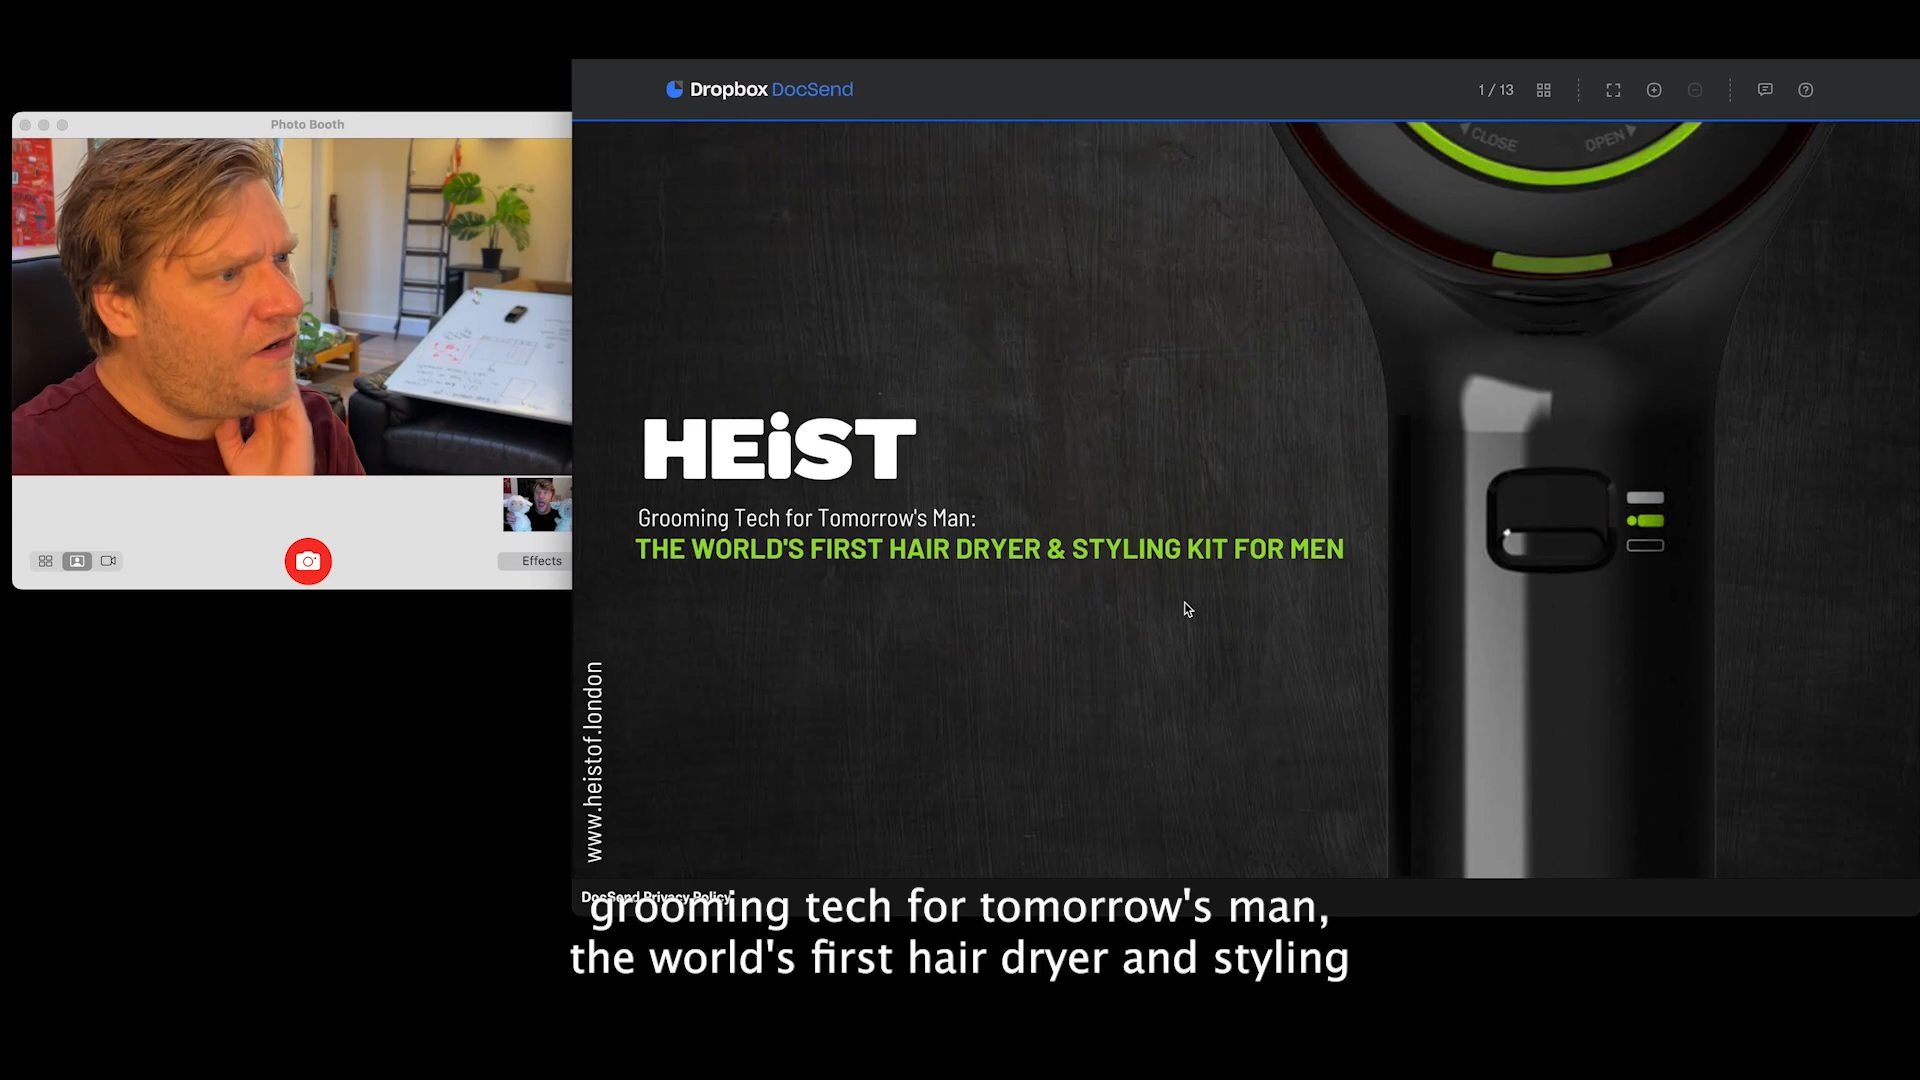 Dropbox DocSend
1 / 13
Photo Booth
CLOSE
OPEN
HEiST
Grooming Tech for Tomorrow's Man:
THE WORLD'S FIRST HAIR DRYER & STYLING KIT FOR MEN
Effects
www.heistof.london
DocSend Privacy Policy
grooming tech for tomorrow's man,
the world's first hair dryer and styling